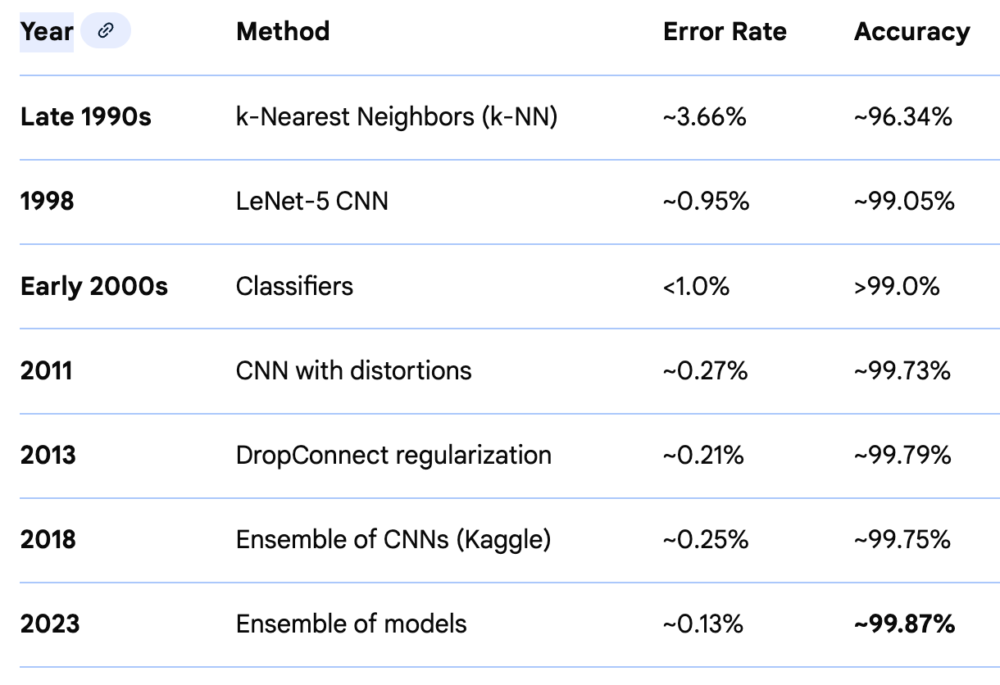 Year Method Error Rate Accuracy
Late 1990s k-Nearest Neighbors (k-NN) ~3.66% ~96.34%
1998 LeNet-5 CNN ~0.95% ~99.05%
Early 2000s Classifiers <1.0% >99.0%
2011 CNN with distortions ~0.27% ~99.73%
2013 DropConnect regularization ~0.21% ~99.79%
2018 Ensemble of CNNs (Kaggle) ~0.25% ~99.75%
2023 Ensemble of models ~0.13% ~99.87%